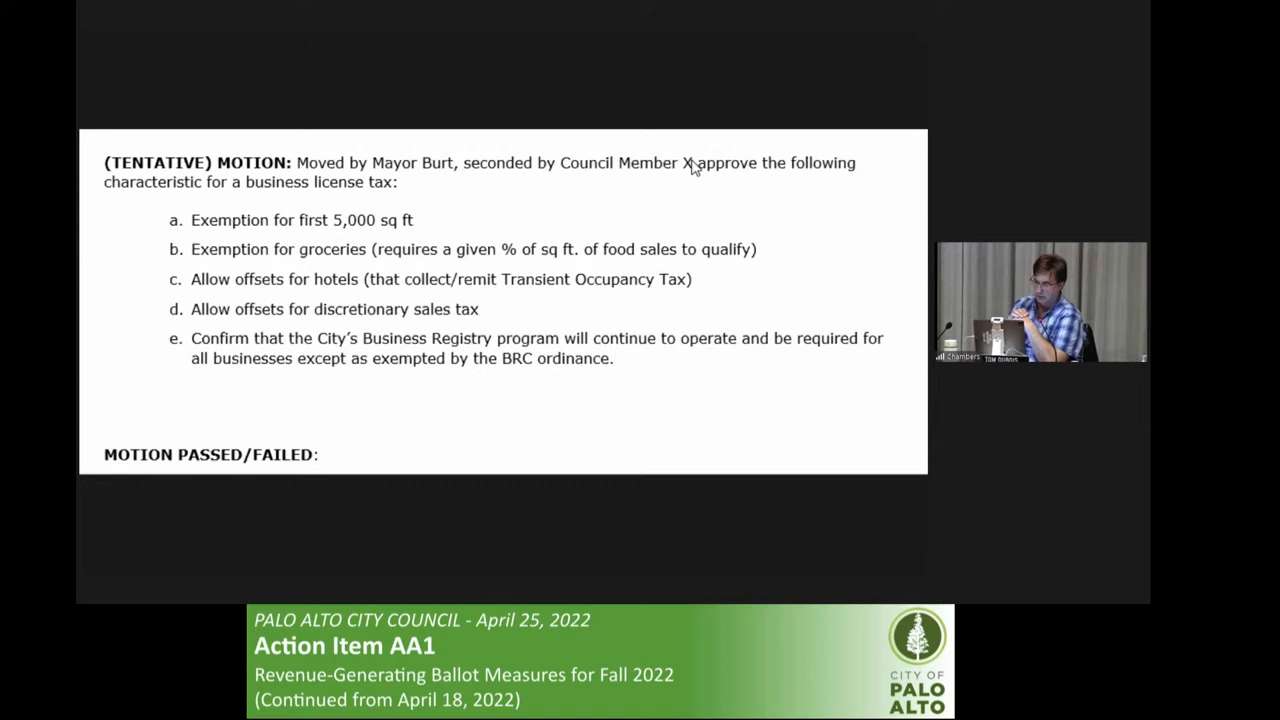 (TENTATIVE) MOTION: Moved by Mayor Burt, seconded by Council Member X approve the following
characteristic for a business license tax:
a. Exemption for first 5,000 sq ft
b. Exemption for groceries (requires a given % of sq ft. of food sales to qualify)
c. Allow offsets for hotels (that collect/remit Transient Occupancy Tax)
d. Allow offsets for discretionary sales tax
e. Confirm that the City's Business Registry program will continue to operate and be required for
all businesses except as exempted by the BRC ordinance.
MOTION PASSED/FAILED:
Chambers
TOM DUBOIS
PALO ALTO CITY COUNCIL - April 25, 2022
Action Item AA1
Revenue-Generating Ballot Measures for Fall 2022
(Continued from April 18, 2022)
CITY OF
PALO
ALTO